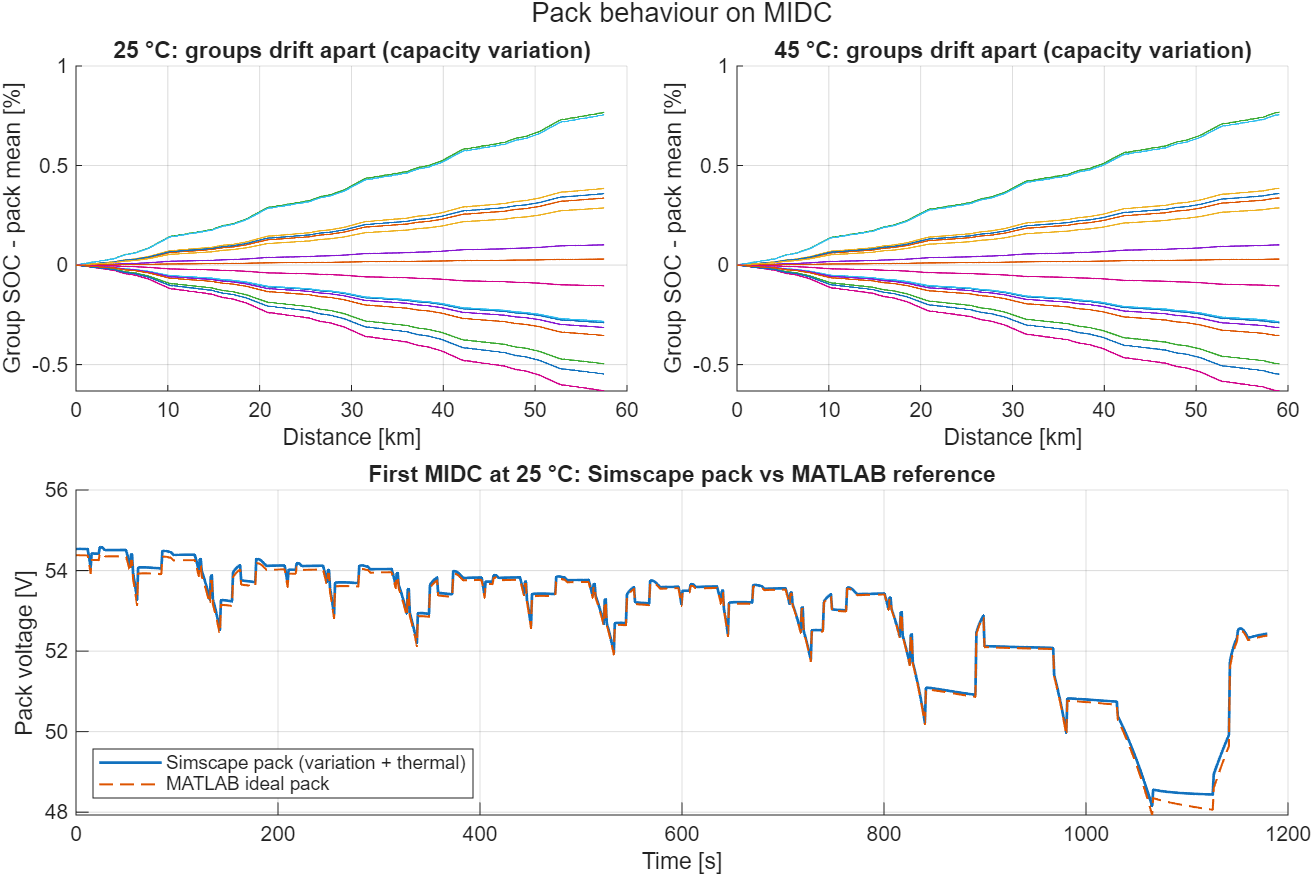 Pack behaviour on MIDC
25 °C: groups drift apart (capacity variation)
Group SOC - pack mean [%]
1
0.5
0
-0.5
0 10 20 30 40 50 60
Distance [km]
45 °C: groups drift apart (capacity variation)
Group SOC - pack mean [%]
1
0.5
0
-0.5
0 10 20 30 40 50 60
Distance [km]
First MIDC at 25 °C: Simscape pack vs MATLAB reference
Pack voltage [V]
56
54
52
50
48
Simscape pack (variation + thermal)
MATLAB ideal pack
0 200 400 600 800 1000 1200
Time [s]